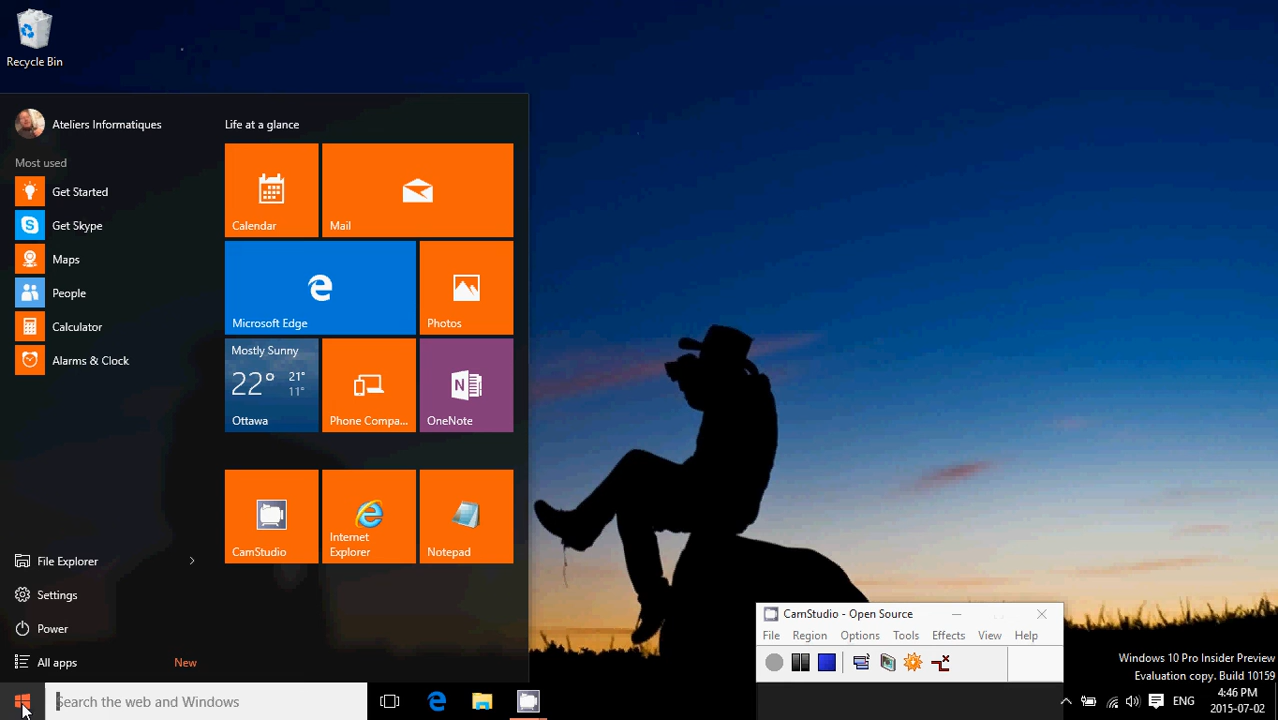 Recycle Bin
Ateliers Informatiques
Most used
Get Started
Get Skype
Maps
People
Calculator
Alarms & Clock
File Explorer
Settings
Power
All apps New
Life at a glance
Calendar
Mail
Microsoft Edge
Photos
Mostly Sunny
22° 21°
11°
Ottawa
Phone Compa...
OneNote
CamStudio
Internet
Explorer
Notepad
Search the web and Windows
CamStudio - Open Source
File Region Options Tools Effects View Help
Windows 10 Pro Insider Preview
Evaluation copy. Build 10159
ENG
4:46 PM
2015-07-02